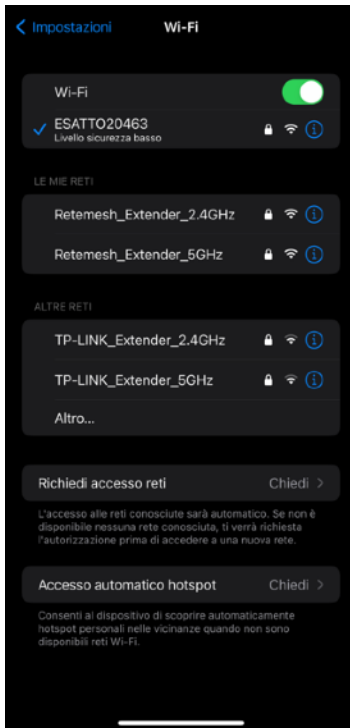 Impostazioni
Wi-Fi
Wi-Fi
ESATTO20463
Livello sicurezza basso
LE MIE RETI
Retemesh_Extender_2.4GHz
Retemesh_Extender_5GHz
ALTRE RETI
TP-LINK_Extender_2.4GHz
TP-LINK_Extender_5GHz
Altro...
Richiedi accesso reti Chiedi
L'accesso alle reti conosciute sarà automatico. Se non è
disponibile nessuna rete conosciuta, ti verrà richiesta
l'autorizzazione prima di accedere a una nuova rete.
Accesso automatico hotspot Chiedi
Consenti al dispositivo di scoprire automaticamente
hotspot personali nelle vicinanze quando non sono
disponibili reti Wi-Fi.